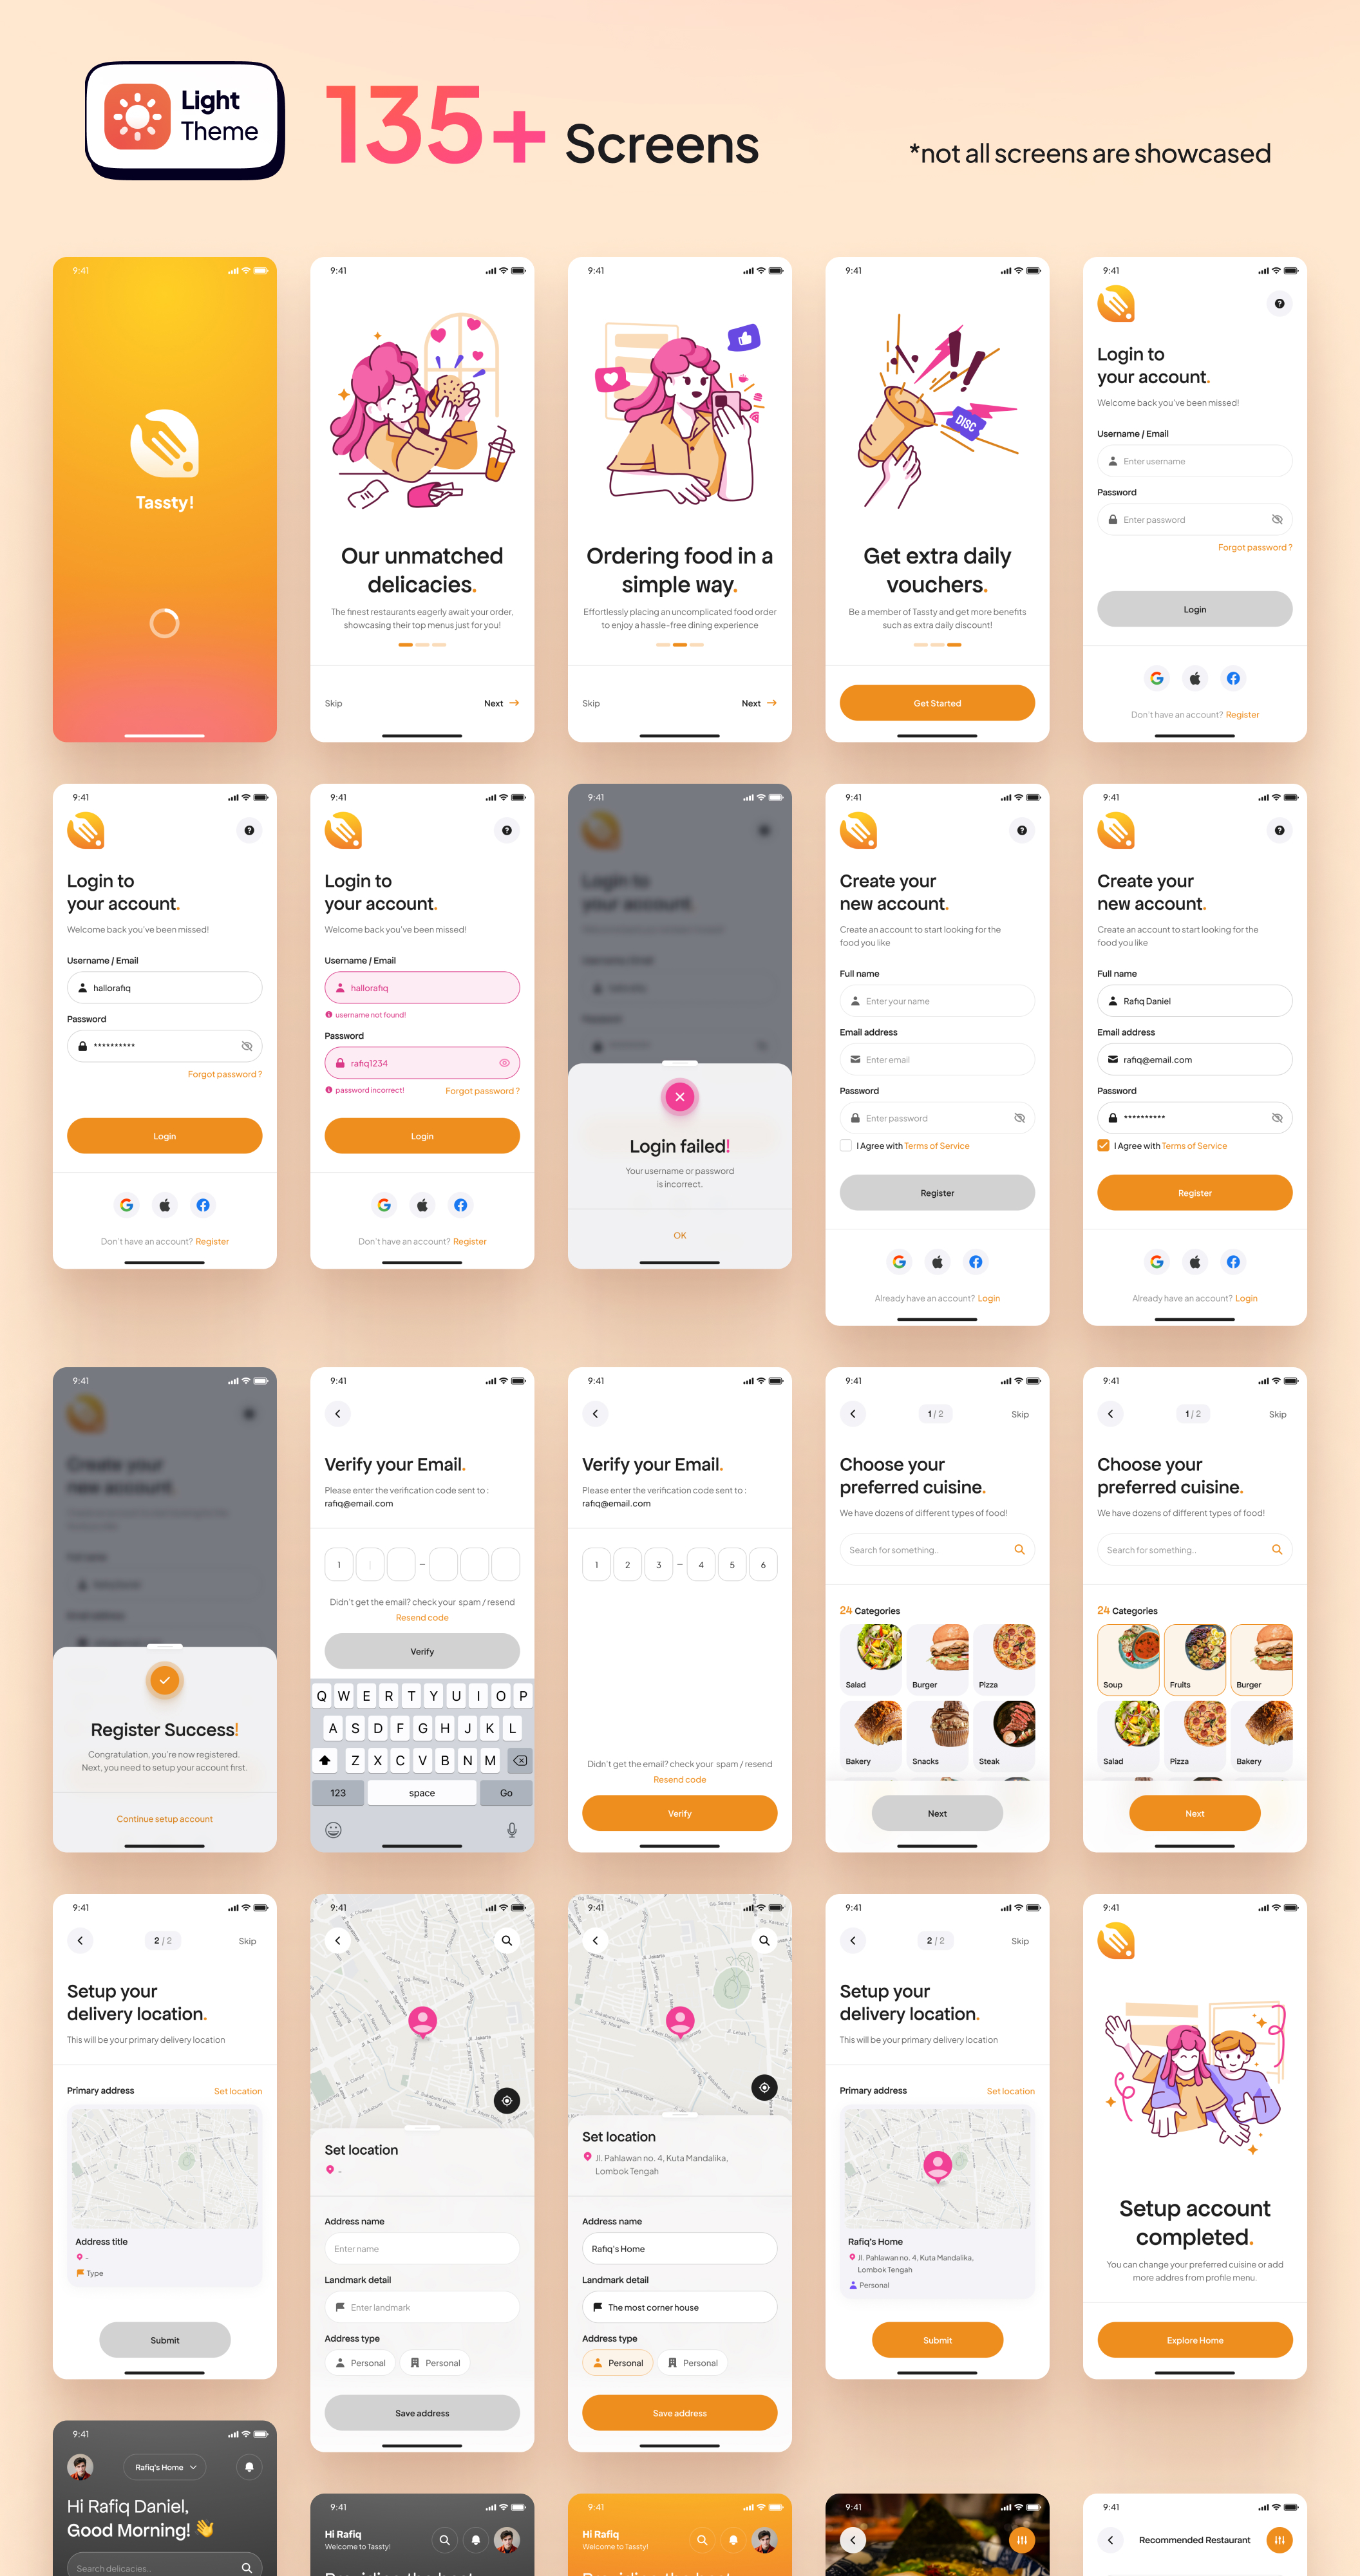 Light
Theme
135+ Screens
*not all screens are showcased
9:41
Tassty!
9:41
Our unmatched
delicacies.
The finest restaurants eagerly await your order,
showcasing their top menus just for you!
Skip
Next
9:41
Ordering food in a
simple way.
Effortlessly placing an uncomplicated food order
to enjoy a hassle-free dining experience
Skip
Next
9:41
DISC
Get extra daily
vouchers.
Be a member of Tassty and get more benefits
such as extra daily discount!
Get Started
9:41
Login to
your account.
Welcome back you've been missed!
Username / Email
Enter username
Password
Enter password
Forgot password ?
Login
Don't have an account? Register
9:41
Login to
your account.
Welcome back you've been missed!
Username / Email
hallorafiq
Password
**********
Forgot password ?
Login
Don't have an account? Register
9:41
Login to
your account.
Welcome back you've been missed!
Username / Email
hallorafiq
username not found!
Password
rafiq1234
password incorrect!
Forgot password ?
Login
Don't have an account? Register
9:41
Login to
your account.
Login failed!
Your username or password
is incorrect.
OK
9:41
Create your
new account.
Create an account to start looking for the
food you like
Full name
Enter your name
Email address
Enter email
Password
Enter password
I Agree with Terms of Service
Register
Already have an account? Login
9:41
Create your
new account.
Create an account to start looking for the
food you like
Full name
Rafiq Daniel
Email address
rafiq@email.com
Password
**********
I Agree with Terms of Service
Register
Already have an account? Login
9:41
Create your
new account.
Register Success!
Congratulation, you're now registered.
Next, you need to setup your account first.
Continue setup account
9:41
Verify your Email.
Please enter the verification code sent to :
rafiq@email.com
1 –
Didn't get the email? check your spam / resend
Resend code
Verify
Q W E R T Y U I O P
A S D F G H J K L
Z X C V B N M
123 space Go
9:41
Verify your Email.
Please enter the verification code sent to :
rafiq@email.com
1 2 3 – 4 5 6
Didn't get the email? check your spam / resend
Resend code
Verify
9:41
1 / 2
Skip
Choose your
preferred cuisine.
We have dozens of different types of food!
Search for something..
24 Categories
Salad Burger Pizza
Bakery Snacks Steak
Next
9:41
1 / 2
Skip
Choose your
preferred cuisine.
We have dozens of different types of food!
Search for something..
24 Categories
Soup Fruits Burger
Salad Pizza Bakery
Next
9:41
2 / 2
Skip
Setup your
delivery location.
This will be your primary delivery location
Primary address
Set location
Address title
-
Type
Submit
9:41
Set location
-
Address name
Enter name
Landmark detail
Enter landmark
Address type
Personal
Personal
Save address
9:41
Set location
Jl. Pahlawan no. 4, Kuta Mandalika,
Lombok Tengah
Address name
Rafiq's Home
Landmark detail
The most corner house
Address type
Personal
Personal
Save address
9:41
2 / 2
Skip
Setup your
delivery location.
This will be your primary delivery location
Primary address
Set location
Rafiq's Home
Jl. Pahlawan no. 4, Kuta Mandalika,
Lombok Tengah
Personal
Submit
9:41
Setup account
completed.
You can change your preferred cuisine or add
more addres from profile menu.
Explore Home
9:41
Rafiq's Home
Hi Rafiq Daniel,
Good Morning! 👋
Search delicacies..
9:41
Hi Rafiq
Welcome to Tassty!
9:41
Hi Rafiq
Welcome to Tassty!
9:41
9:41
Recommended Restaurant